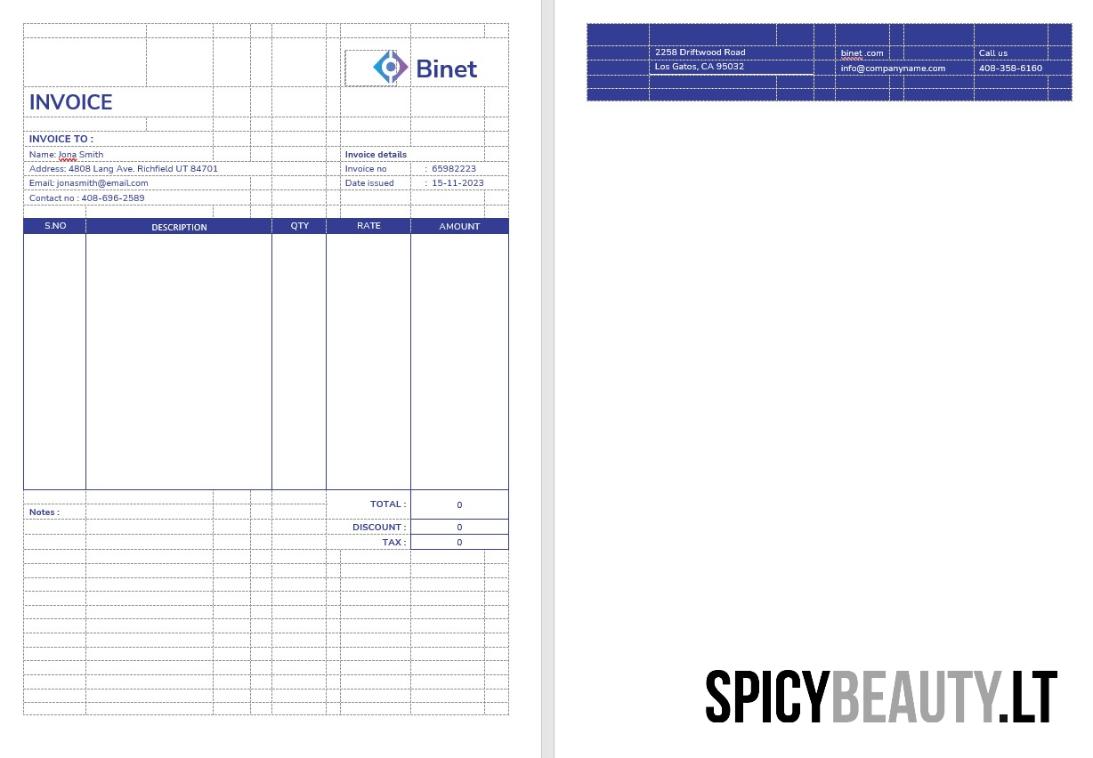 Binet
INVOICE
INVOICE TO :
Name: Jona Smith
Invoice details
Address: 4808 Lang Ave. Richfield UT 84701
Invoice no : 65982223
Email: jonasmith@email.com
Date issued : 15-11-2023
Contact no : 408-696-2589
S.NO DESCRIPTION QTY RATE AMOUNT
TOTAL : 0
Notes :
DISCOUNT : 0
TAX : 0
2258 Driftwood Road binet .com Call us
Los Gatos, CA 95032 info@companyname.com 408-358-6160
SPICYBEAUTY.LT